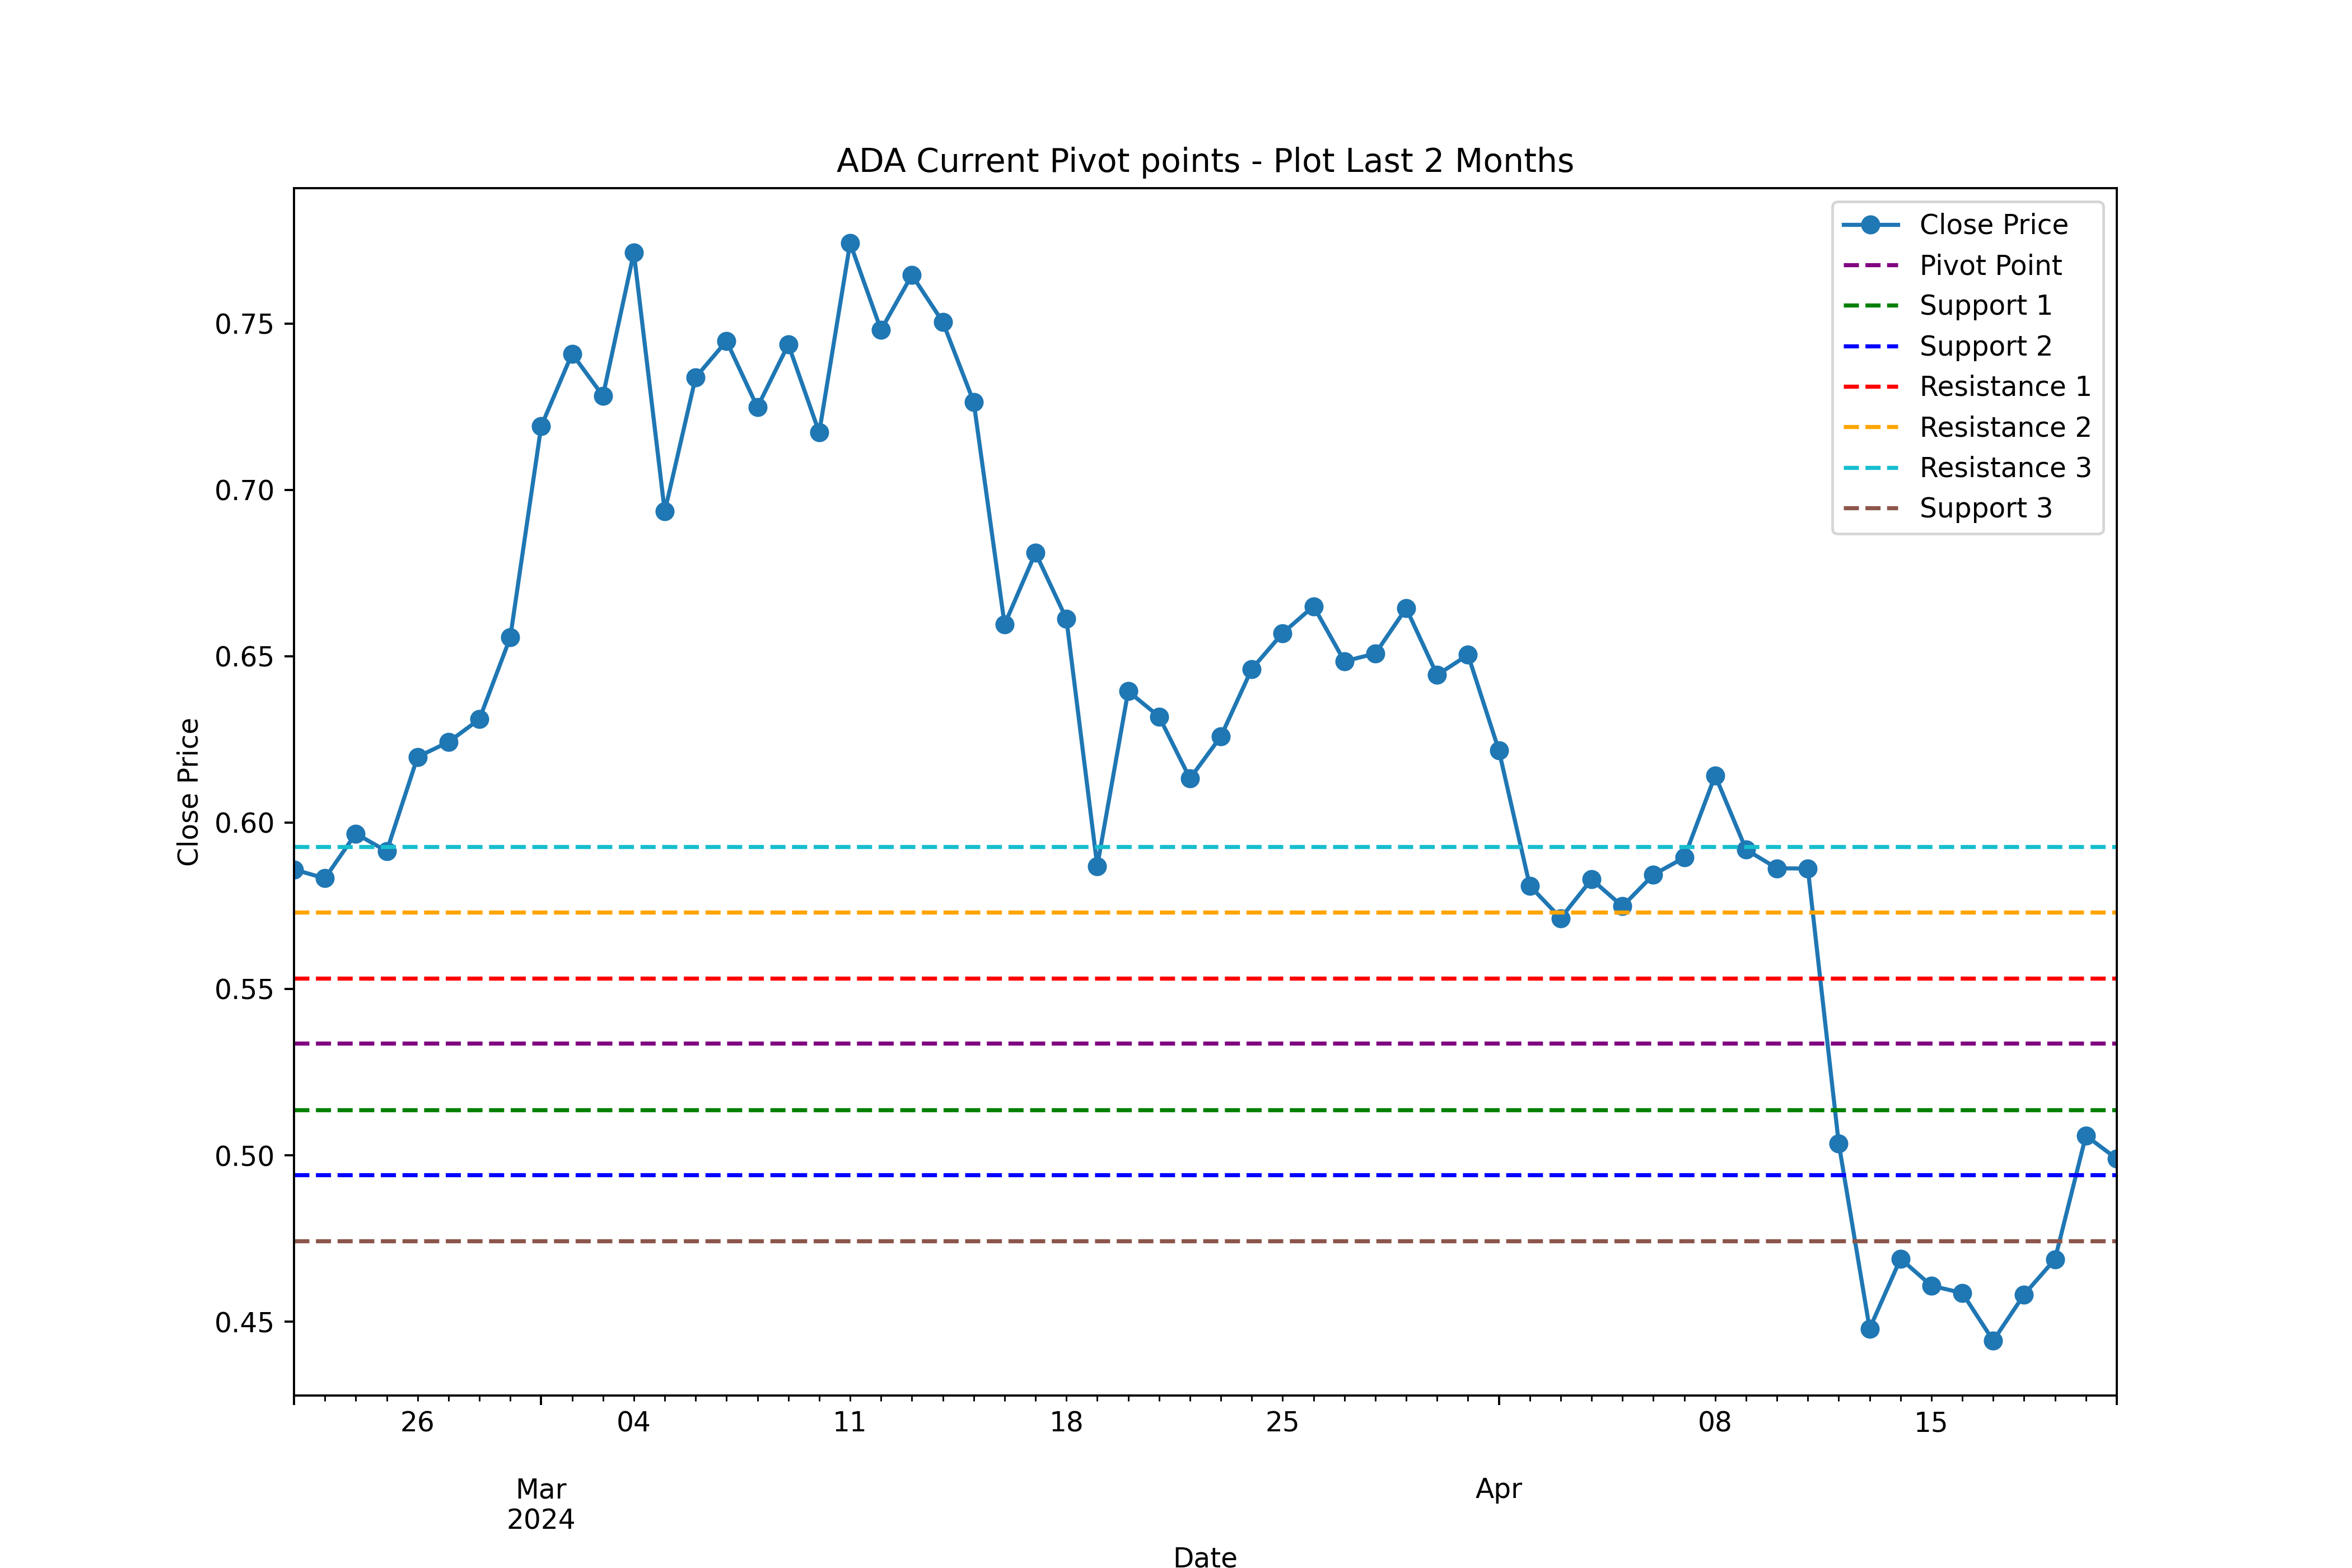 ADA Current Pivot points - Plot Last 2 Months
Close Price
Pivot Point
Support 1
Support 2
Resistance 1
Resistance 2
Resistance 3
Support 3
0.75
0.70
0.65
0.60
0.55
0.50
0.45
Close Price
26
04
11
18
25
08
15
Mar
2024
Apr
Date